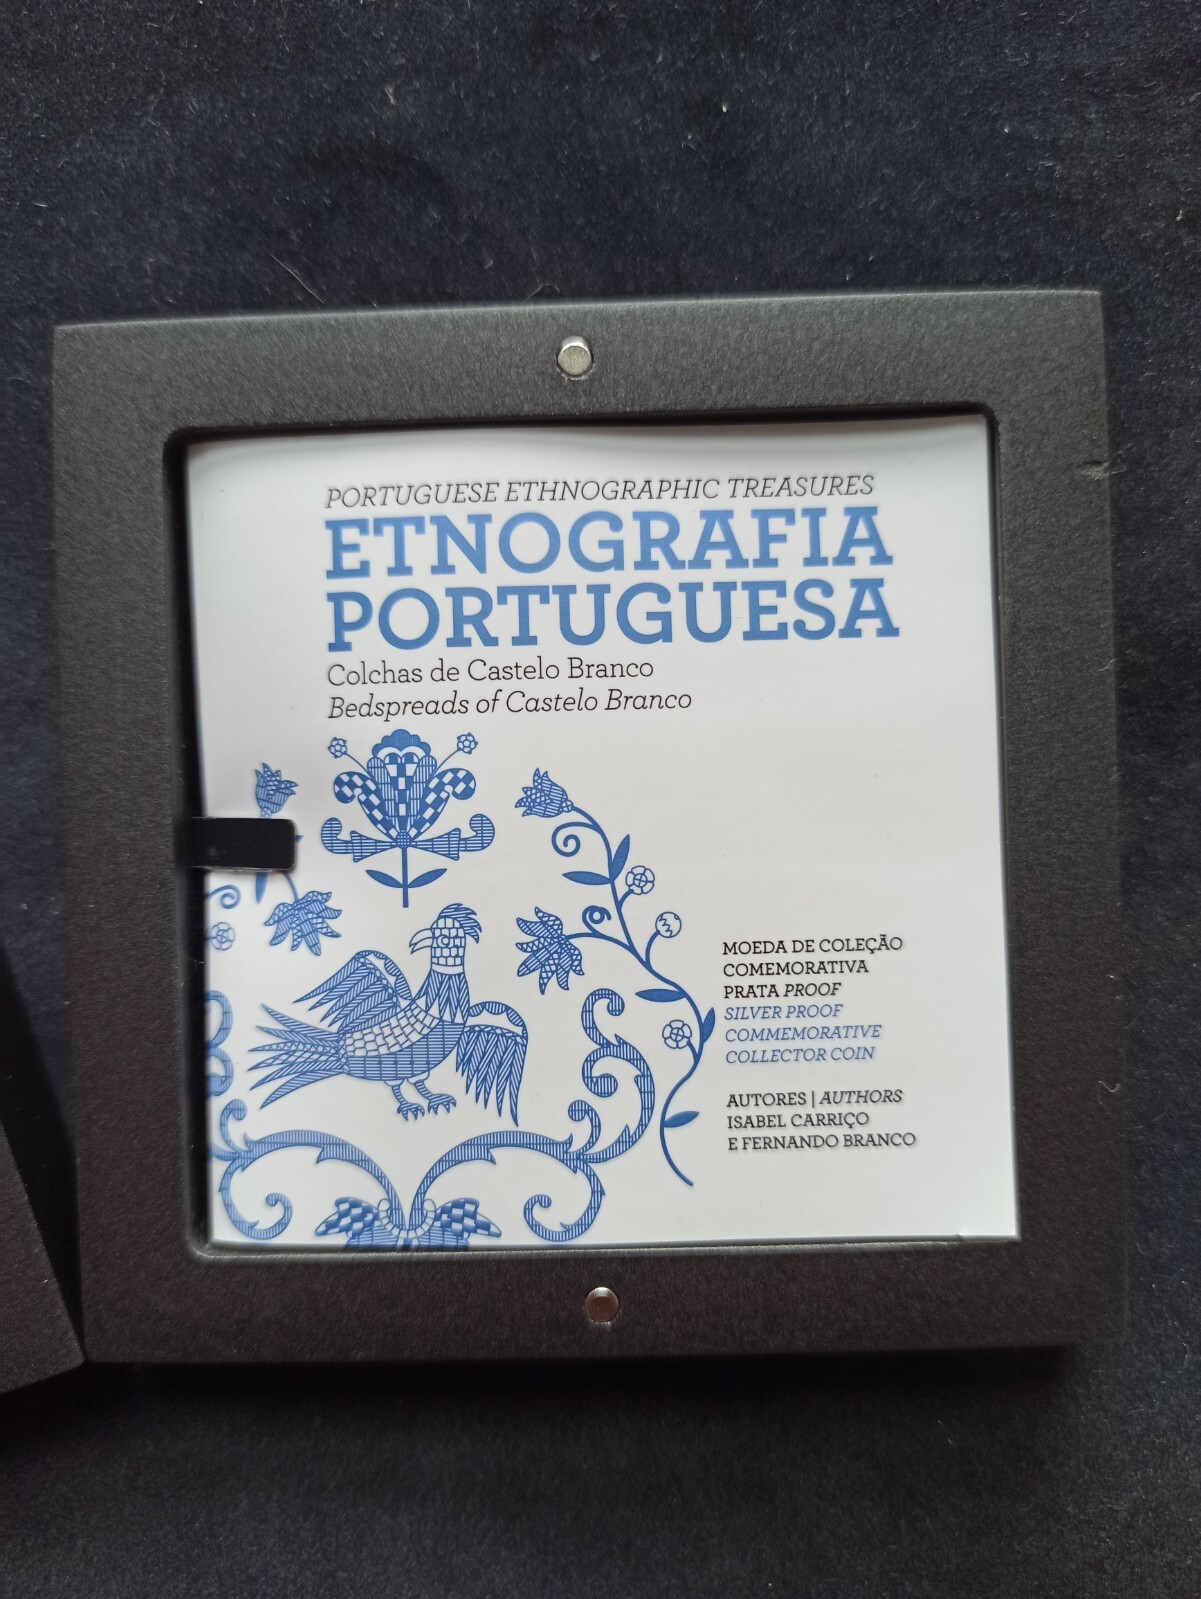 PORTUGUESE ETHNOGRAPHIC TREASURES
ETNOGRAFIA
PORTUGUESA
Colchas de Castelo Branco
Bedspreads of Castelo Branco
MOEDA DE COLEÇÃO
COMEMORATIVA
PRATA PROOF
SILVER PROOF
COMMEMORATIVE
COLLECTOR COIN
AUTORES | AUTHORS
ISABEL CARRIÇO
E FERNANDO BRANCO